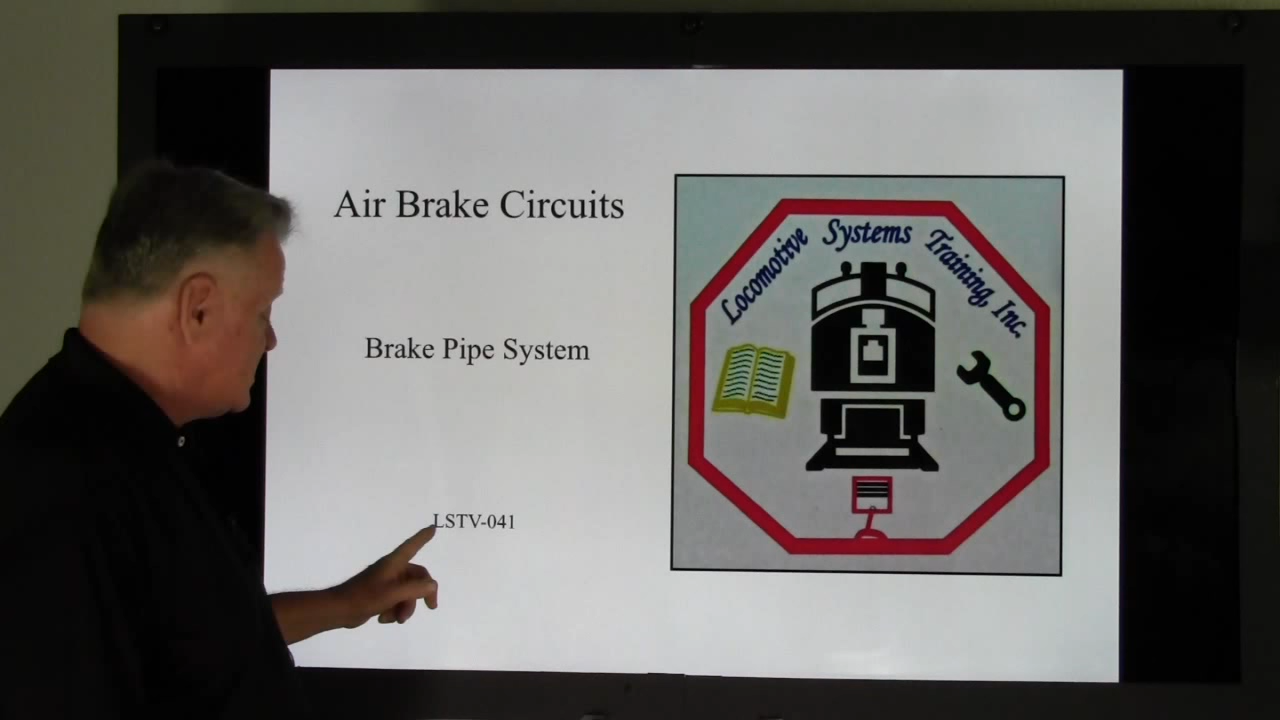 Air Brake Circuits
Brake Pipe System
LSTV-041
Locomotive Systems Training, Inc.